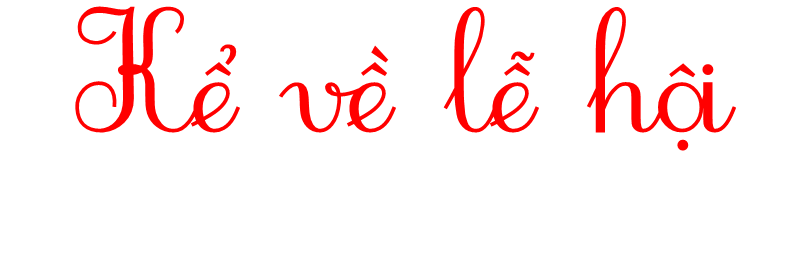 Kể về lễ hội